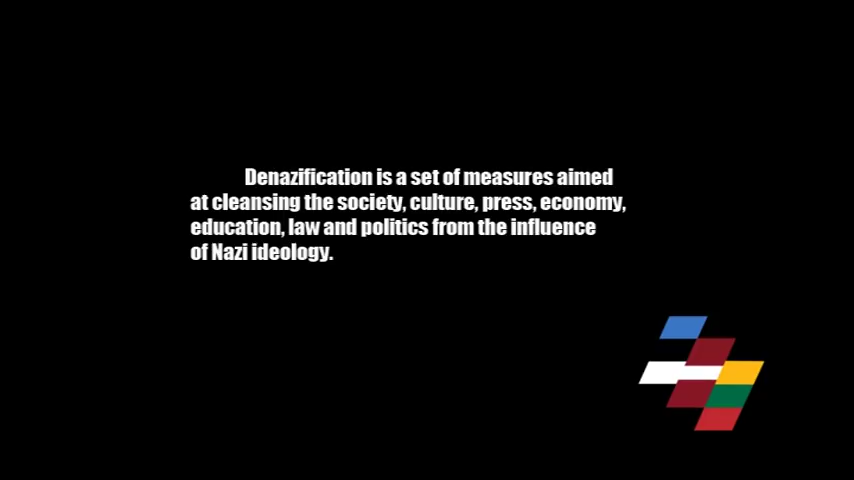 Denazification is a set of measures aimed
at cleansing the society, culture, press, economy,
education, law and politics from the influence
of Nazi ideology.